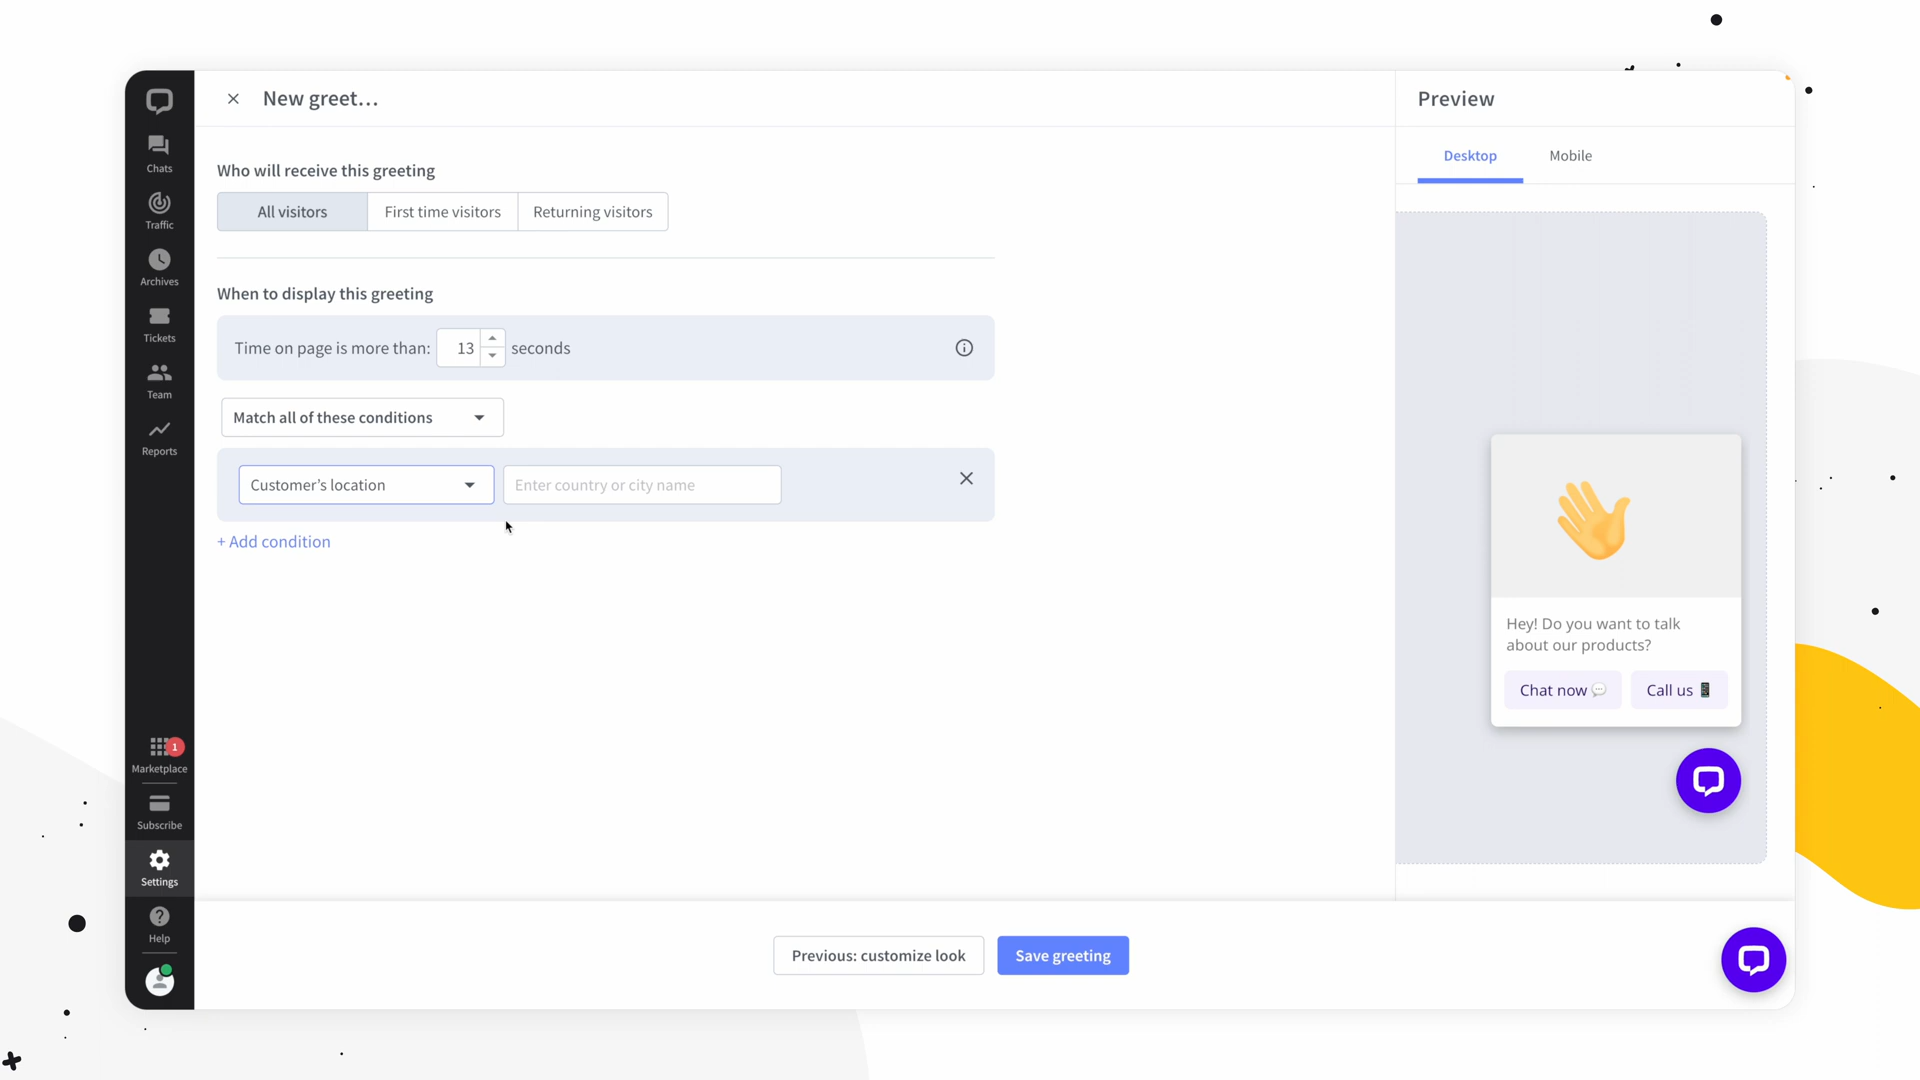 New greet...
Preview
Chats
Traffic
Archives
Tickets
Team
Reports
Marketplace
1
Subscribe
Settings
Help
Who will receive this greeting
All visitors
First time visitors
Returning visitors
When to display this greeting
Time on page is more than: 13 seconds
Match all of these conditions
Customer's location
Enter country or city name
+ Add condition
Desktop
Mobile
Hey! Do you want to talk
about our products?
Chat now 💬
Call us 📱
Previous: customize look
Save greeting